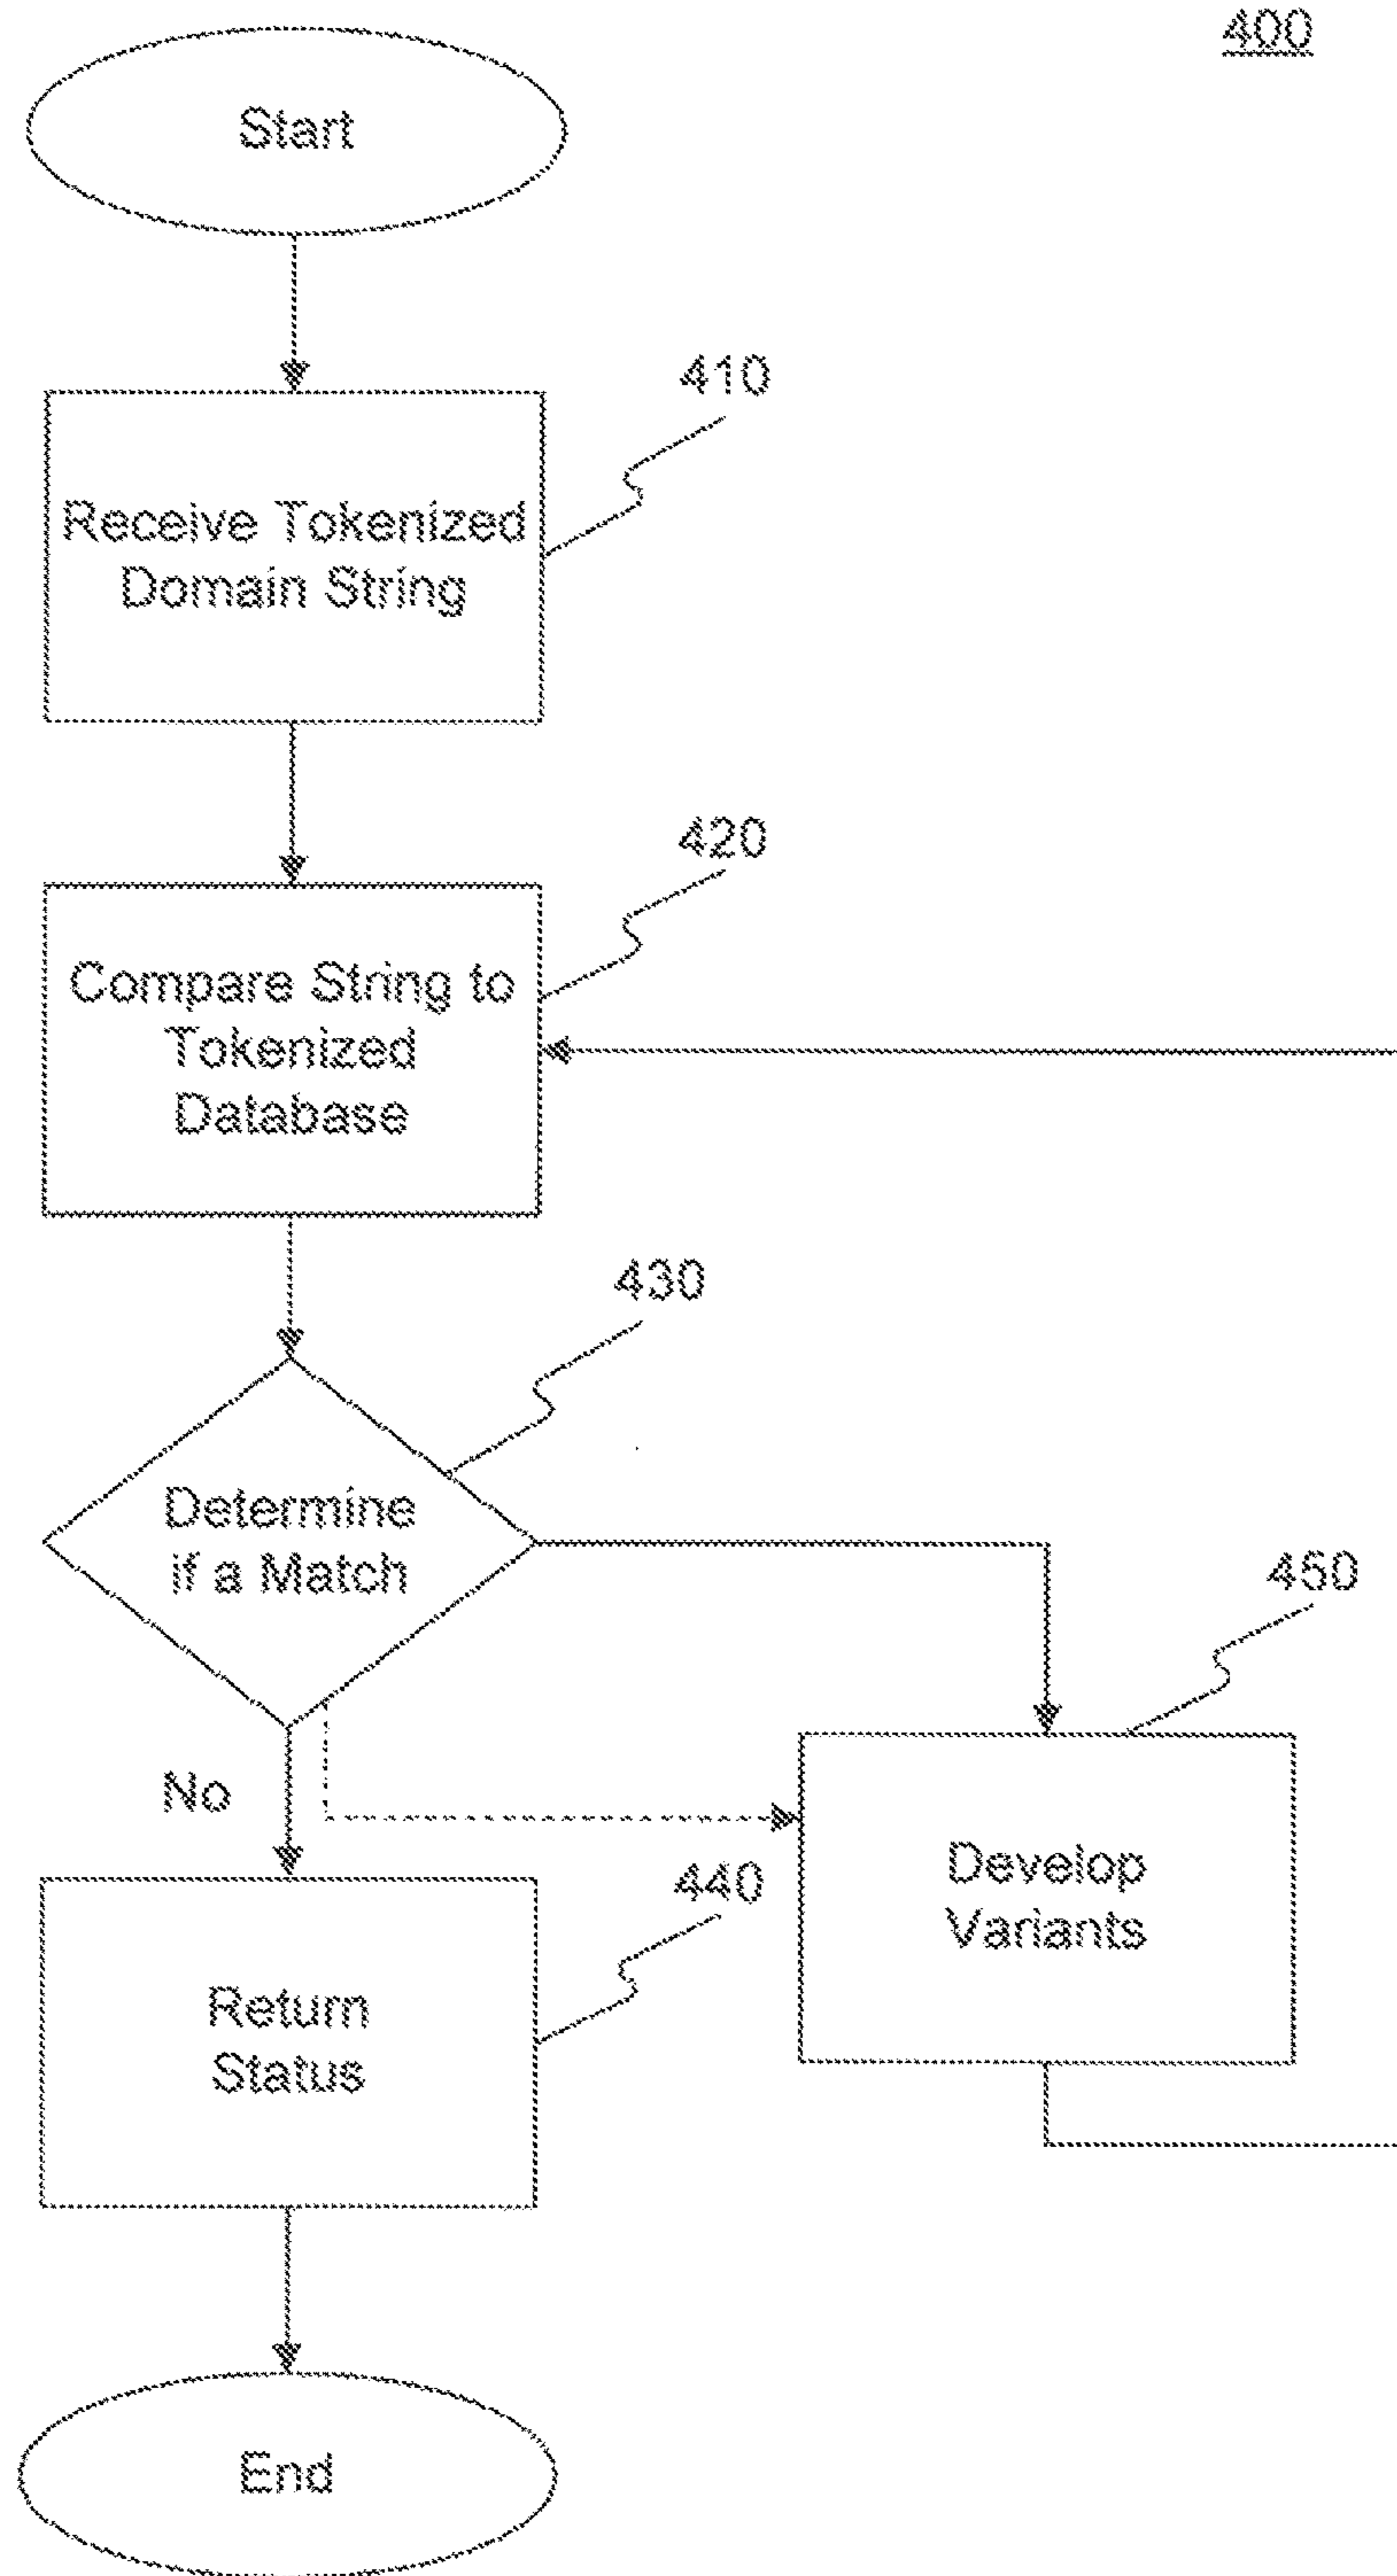 400
Start
410
Receive Tokenized
Domain String
420
Compare String to
Tokenized
Database
430
Determine
if a Match
450
No
Develop
Variants
440
Return
Status
End